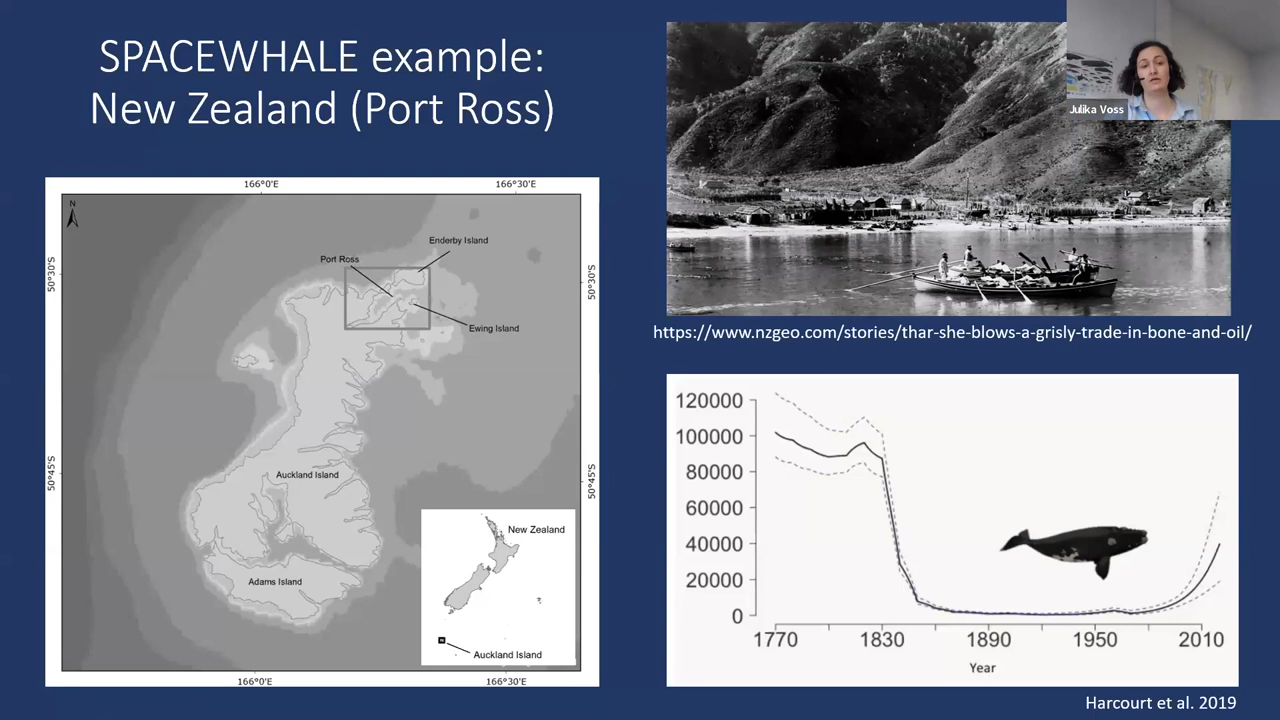 SPACEWHALE example:
New Zealand (Port Ross)
Julika Voss
166°0'E
166°30'E
N
Enderby Island
Port Ross
50°30'S
50°30'S
Ewing Island
50°45'S
50°45'S
Auckland Island
New Zealand
Adams Island
Auckland Island
166°0'E
166°30'E
https://www.nzgeo.com/stories/thar-she-blows-a-grisly-trade-in-bone-and-oil/
120000
100000
80000
60000
40000
20000
0
1770
1830
1890
1950
2010
Year
Harcourt et al. 2019